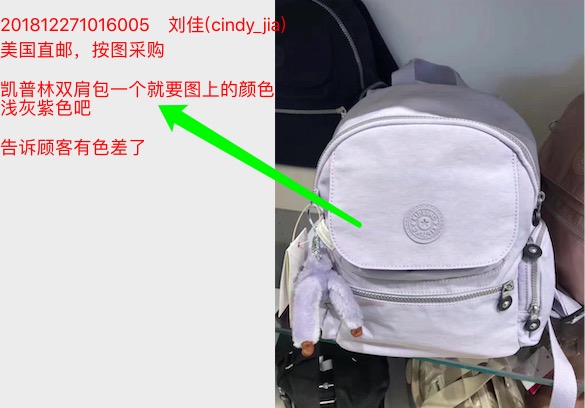 201812271016005 刘佳(cindy_jia)
美国直邮，按图采购
凯普林双肩包一个就要图上的颜色
浅灰紫色吧
告诉顾客有色差了